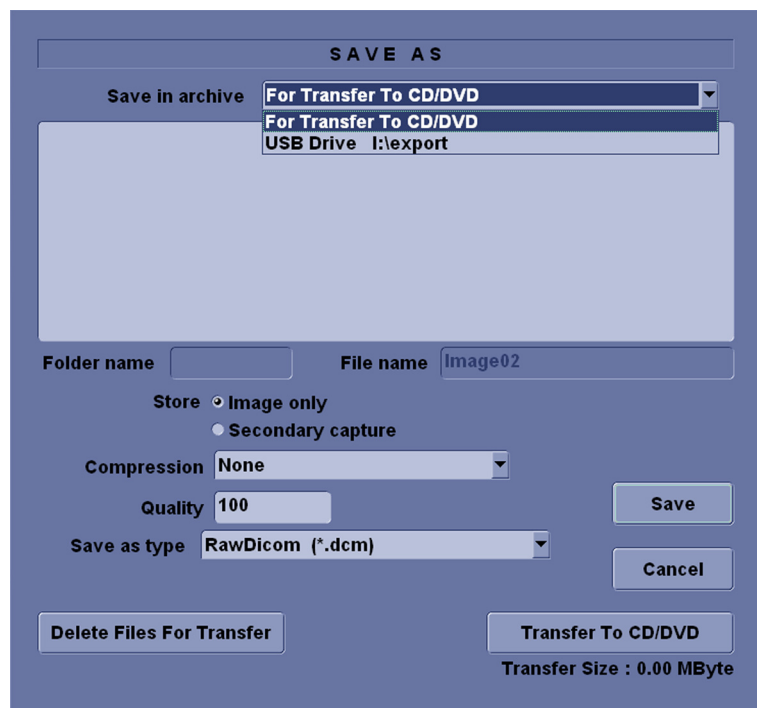 SAVE AS
Save in archive For Transfer To CD/DVD
For Transfer To CD/DVD
USB Drive I:\export
Folder name File name Image02
Store Image only
Secondary capture
Compression None
Quality 100
Save
Save as type RawDicom (*.dcm)
Cancel
Delete Files For Transfer Transfer To CD/DVD
Transfer Size : 0.00 MByte